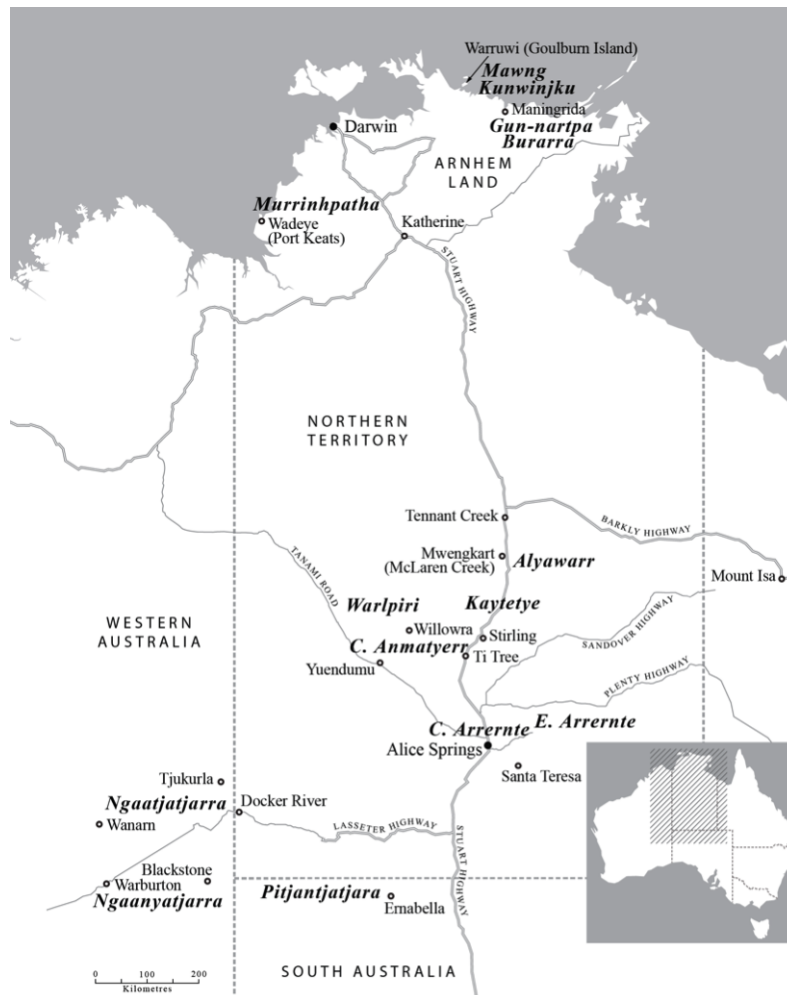 Warruwi (Goulburn Island)
Mawng
Kunwinjku
Maningrida
Darwin
Gun-nartpa
Burarra
ARNHEM
LAND
Murrinhpatha
Wadeye
(Port Keats)
Katherine
STUART HIGHWAY
NORTHERN
TERRITORY
Tennant Creek
BARKLY HIGHWAY
Mwengkart
(McLaren Creek)
Alyawarr
Mount Isa
TANAMI ROAD
WESTERN
AUSTRALIA
Warlpiri
Kaytetye
Willowra
Stirling
SANDOVER HIGHWAY
C. Anmatyerr
Ti Tree
Yuendumu
PLENTY HIGHWAY
C. Arrernte
E. Arrernte
Alice Springs
Santa Teresa
Tjukurla
Ngaatjatjarra
Docker River
Wanarn
LASSETER HIGHWAY
STUART HIGHWAY
Blackstone
Warburton
Ngaanyatjarra
Pitjantjatjara
Ernabella
SOUTH AUSTRALIA
0 100 200
Kilometres